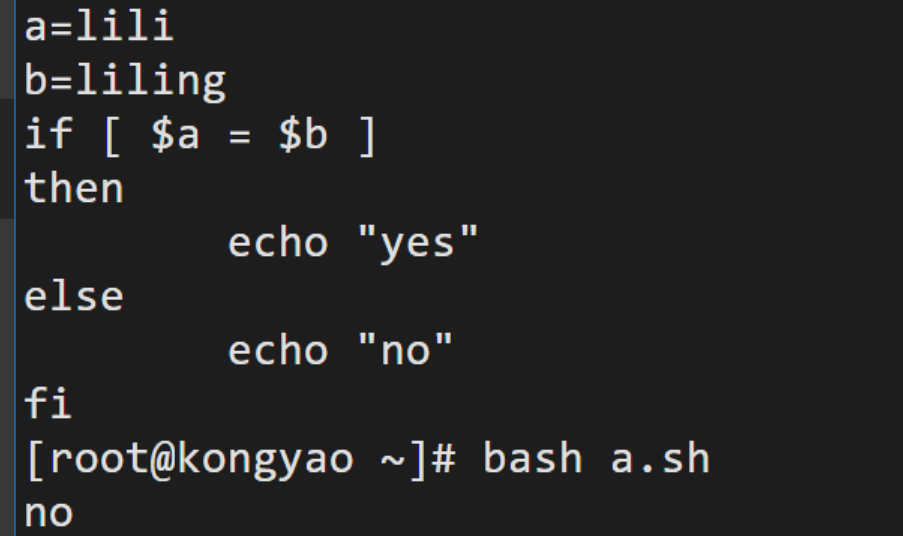 a=lili
b=liling
if [ $a = $b ]
then
        echo "yes"
else
        echo "no"
fi
[root@kongyao ~]# bash a.sh
no